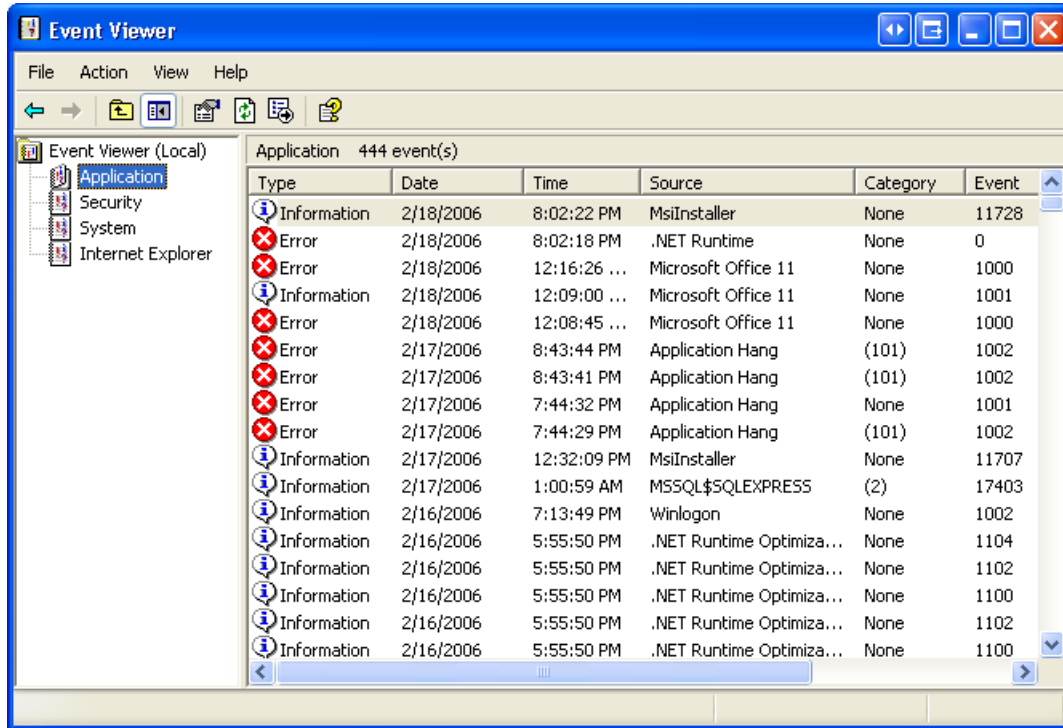 Event Viewer
File Action View Help
Event Viewer (Local)
Application
Security
System
Internet Explorer
Application 444 event(s)
Type Date Time Source Category Event
Information 2/18/2006 8:02:22 PM MsiInstaller None 11728
Error 2/18/2006 8:02:18 PM .NET Runtime None 0
Error 2/18/2006 12:16:26 ... Microsoft Office 11 None 1000
Information 2/18/2006 12:09:00 ... Microsoft Office 11 None 1001
Error 2/18/2006 12:08:45 ... Microsoft Office 11 None 1000
Error 2/17/2006 8:43:44 PM Application Hang (101) 1002
Error 2/17/2006 8:43:41 PM Application Hang (101) 1002
Error 2/17/2006 7:44:32 PM Application Hang None 1001
Error 2/17/2006 7:44:29 PM Application Hang (101) 1002
Information 2/17/2006 12:32:09 PM MsiInstaller None 11707
Information 2/17/2006 1:00:59 AM MSSQL$SQLEXPRESS (2) 17403
Information 2/16/2006 7:13:49 PM Winlogon None 1002
Information 2/16/2006 5:55:50 PM .NET Runtime Optimiza... None 1104
Information 2/16/2006 5:55:50 PM .NET Runtime Optimiza... None 1102
Information 2/16/2006 5:55:50 PM .NET Runtime Optimiza... None 1100
Information 2/16/2006 5:55:50 PM .NET Runtime Optimiza... None 1102
Information 2/16/2006 5:55:50 PM .NET Runtime Optimiza... None 1100